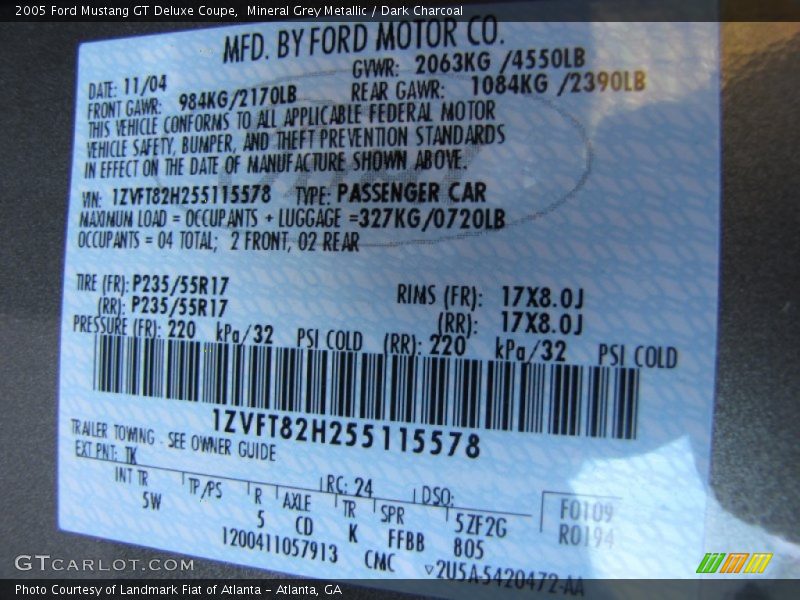 2005 Ford Mustang GT Deluxe Coupe, Mineral Grey Metallic / Dark Charcoal
MFD. BY FORD MOTOR CO.
DATE: 11/04 GVWR: 2063KG /4550LB
FRONT GAWR: 984KG/2170LB REAR GAWR: 1084KG /2390LB
THIS VEHICLE CONFORMS TO ALL APPLICABLE FEDERAL MOTOR
VEHICLE SAFETY, BUMPER, AND THEFT PREVENTION STANDARDS
IN EFFECT ON THE DATE OF MANUFACTURE SHOWN ABOVE.
VIN: 1ZVFT82H255115578 TYPE: PASSENGER CAR
MAXIMUM LOAD = OCCUPANTS + LUGGAGE =327KG/0720LB
OCCUPANTS = 04 TOTAL; 2 FRONT, 02 REAR
TIRE (FR): P235/55R17 RIMS (FR): 17X8.0J
(RR): P235/55R17 (RR): 17X8.0J
PRESSURE (FR): 220 kPa/32 PSI COLD (RR): 220 kPa/32 PSI COLD
1ZVFT82H255115578
TRAILER TOWING - SEE OWNER GUIDE
EXT PNT: TK RC: 24 DSO:
INT TR TP/PS R AXLE TR SPR 5ZF2G F0109
5W 5 CD K FFBB 805 R0194
1200411057913 CMC ▽2U5A-5420472-AA
GTCARLOT.COM
Photo Courtesy of Landmark Fiat of Atlanta – Atlanta, GA